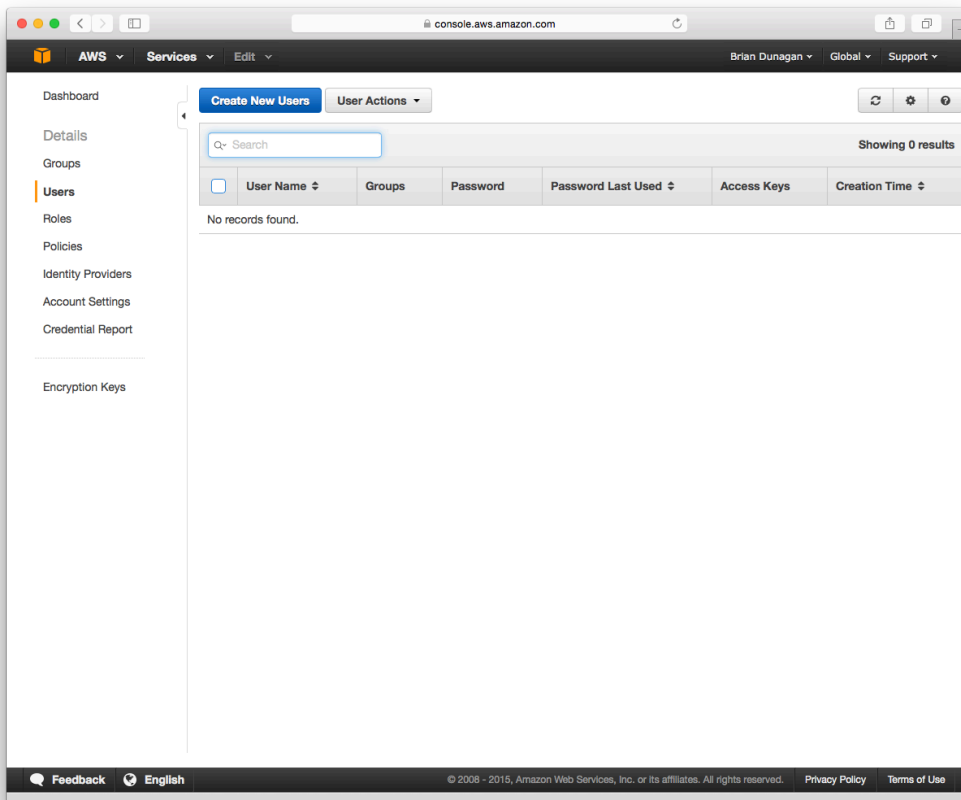 console.aws.amazon.com
AWS Services Edit Brian Dunagan Global Support
Dashboard
Details
Groups
Users
Roles
Policies
Identity Providers
Account Settings
Credential Report
Encryption Keys
Create New Users User Actions
Search Showing 0 results
User Name Groups Password Password Last Used Access Keys Creation Time
No records found.
Feedback English © 2008 - 2015, Amazon Web Services, Inc. or its affiliates. All rights reserved. Privacy Policy Terms of Use